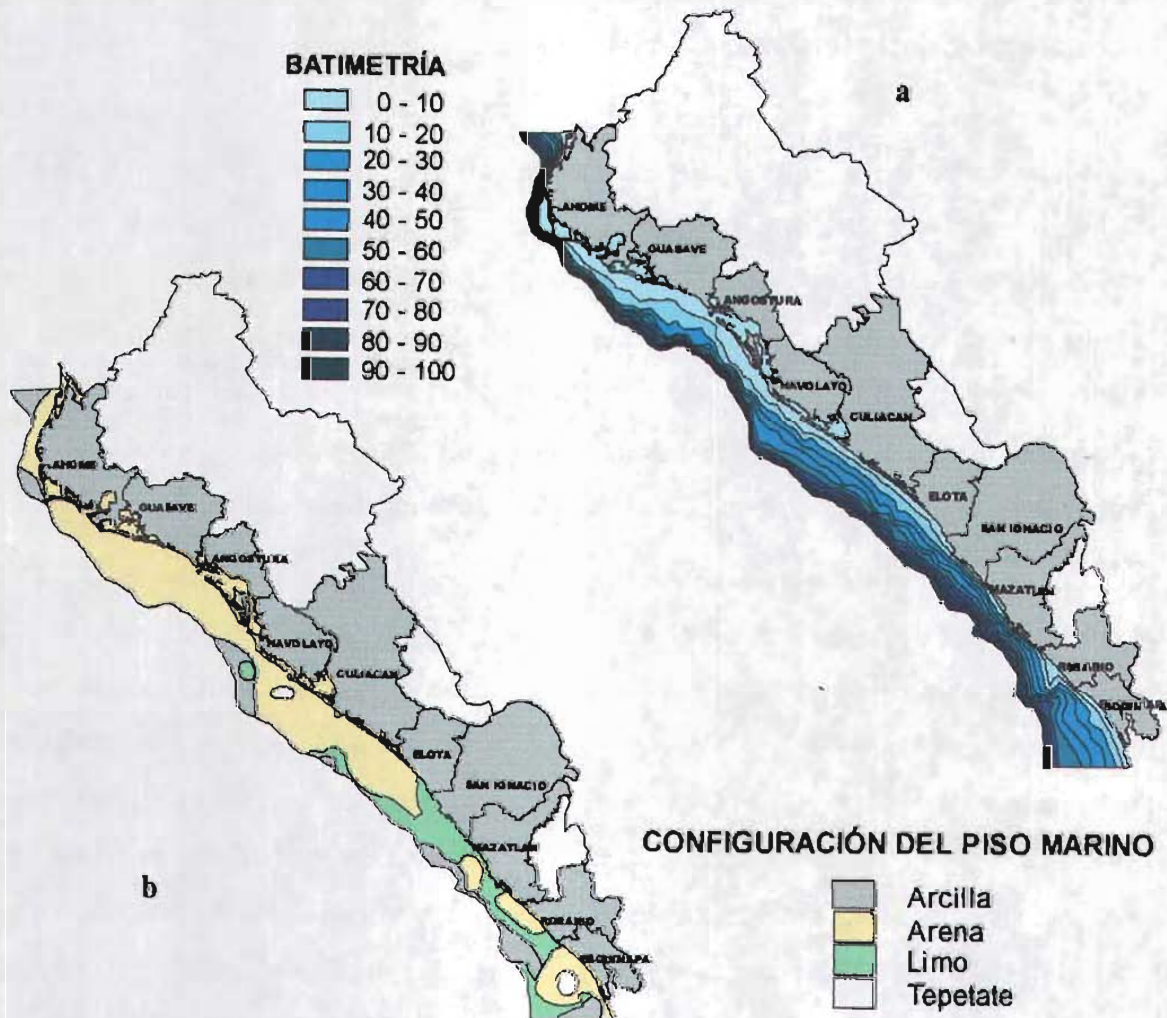 BATIMETRÍA
0 - 10
10 - 20
20 - 30
30 - 40
40 - 50
50 - 60
60 - 70
70 - 80
80 - 90
90 - 100
a
AHOME
GUASAVE
ANGOSTURA
NAVOLATO
CULIACAN
ELOTA
SAN IGNACIO
MAZATLAN
ROSARIO
AHOME
GUASAVE
ANGOSTURA
NAVOLATO
CULIACAN
ELOTA
SAN IGNACIO
MAZATLAN
ROSARIO
ESCUINAPA
b
CONFIGURACIÓN DEL PISO MARINO
Arcilla
Arena
Limo
Tepetate